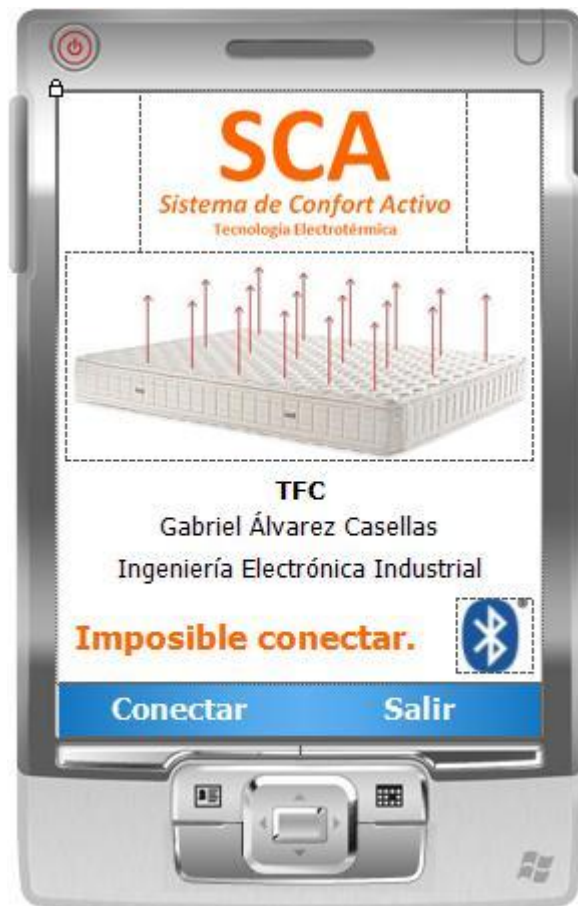 SCA
Sistema de Confort Activo
Tecnología Electrotérmica
TFC
Gabriel Álvarez Casellas
Ingeniería Electrónica Industrial
Imposible conectar.
Conectar Salir